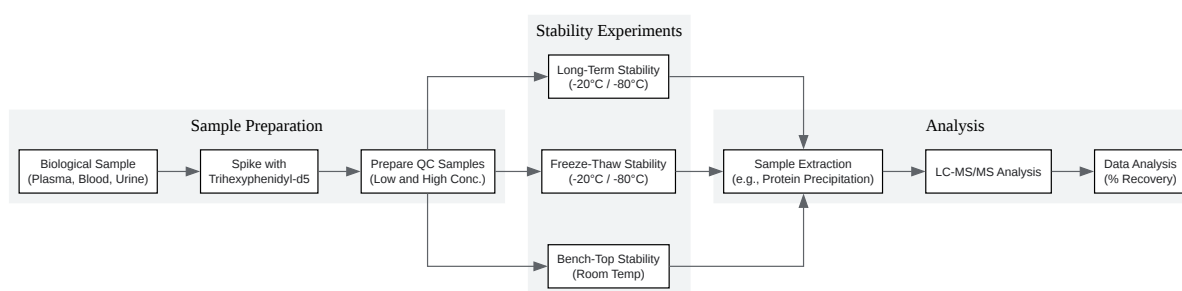 Stability Experiments
Long-Term Stability
(-20°C / -80°C)
Sample Preparation
Analysis
Biological Sample
(Plasma, Blood, Urine)
Spike with
Trihexyphenidyl-d5
Prepare QC Samples
(Low and High Conc.)
Freeze-Thaw Stability
(-20°C / -80°C)
Sample Extraction
(e.g., Protein Precipitation)
LC-MS/MS Analysis
Data Analysis
(% Recovery)
Bench-Top Stability
(Room Temp)